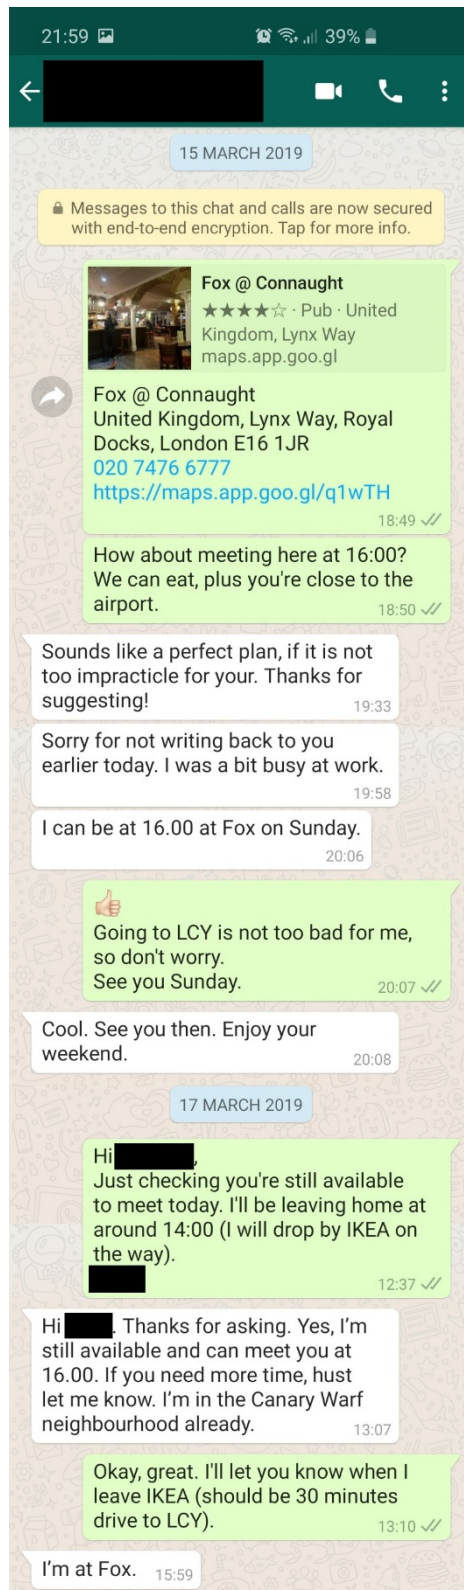 21:59
39%
15 MARCH 2019
Messages to this chat and calls are now secured
with end-to-end encryption. Tap for more info.
Fox @ Connaught
★★★★☆ · Pub · United
Kingdom, Lynx Way
maps.app.goo.gl
Fox @ Connaught
United Kingdom, Lynx Way, Royal
Docks, London E16 1JR
020 7476 6777
https://maps.app.goo.gl/q1wTH
18:49
How about meeting here at 16:00?
We can eat, plus you're close to the
airport.
18:50
Sounds like a perfect plan, if it is not
too impracticle for your. Thanks for
suggesting!
19:33
Sorry for not writing back to you
earlier today. I was a bit busy at work.
19:58
I can be at 16.00 at Fox on Sunday.
20:06
👍🏻
Going to LCY is not too bad for me,
so don't worry.
See you Sunday.
20:07
Cool. See you then. Enjoy your
weekend.
20:08
17 MARCH 2019
Hi ,
Just checking you're still available
to meet today. I'll be leaving home at
around 14:00 (I will drop by IKEA on
the way).
12:37
Hi . Thanks for asking. Yes, I'm
still available and can meet you at
16.00. If you need more time, hust
let me know. I'm in the Canary Warf
neighbourhood already.
13:07
Okay, great. I'll let you know when I
leave IKEA (should be 30 minutes
drive to LCY).
13:10
I'm at Fox.
15:59